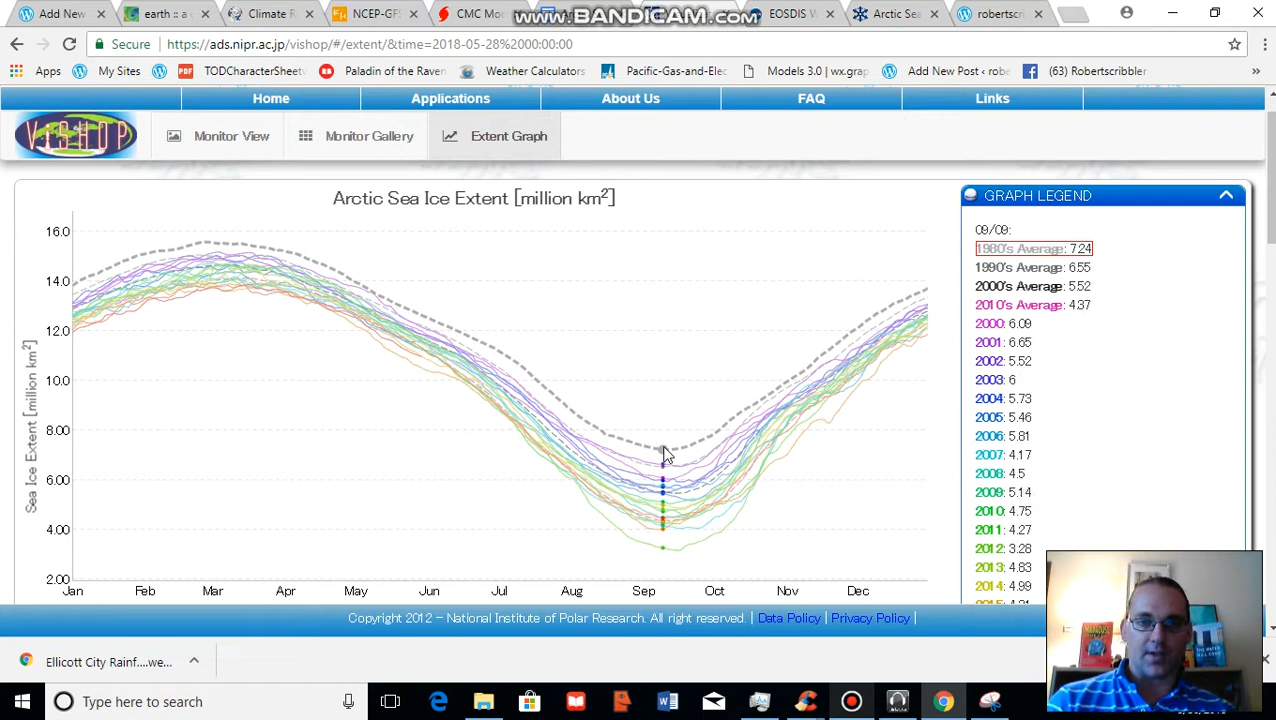 Add New
earth :: a c
Climate R
NCEP-GF
CMC Mo
EOSDIS W
Arctic Sea
robertscri
www.BANDICAM.com
Secure
https://ads.nipr.ac.jp/vishop/#/extent/&time=2018-05-28%2000:00:00
Apps
My Sites
TODCharacterSheet
Paladin of the Raven
Weather Calculators
Pacific-Gas-and-Elec
Models 3.0 | wx.grap
Add New Post ‹ robe
(63) Robertscribbler
Home
Applications
About Us
FAQ
Links
VISHOP
Monitor View
Monitor Gallery
Extent Graph
Arctic Sea Ice Extent [million km²]
Sea Ice Extent [million km²]
16.0
14.0
12.0
10.0
8.00
6.00
4.00
2.00
Jan Feb Mar Apr May Jun Jul Aug Sep Oct Nov Dec
GRAPH LEGEND
09/09:
1980's Average: 7.24
1990's Average: 6.55
2000's Average: 5.52
2010's Average: 4.37
2000: 6.09
2001: 6.65
2002: 5.52
2003: 6
2004: 5.73
2005: 5.46
2006: 5.81
2007: 4.17
2008: 4.5
2009: 5.14
2010: 4.75
2011: 4.27
2012: 3.28
2013: 4.83
2014: 4.99
Copyright 2012 – National Institute of Polar Research. All right reserved. | Data Policy | Privacy Policy |
Ellicott City Rainf....we...
Type here to search